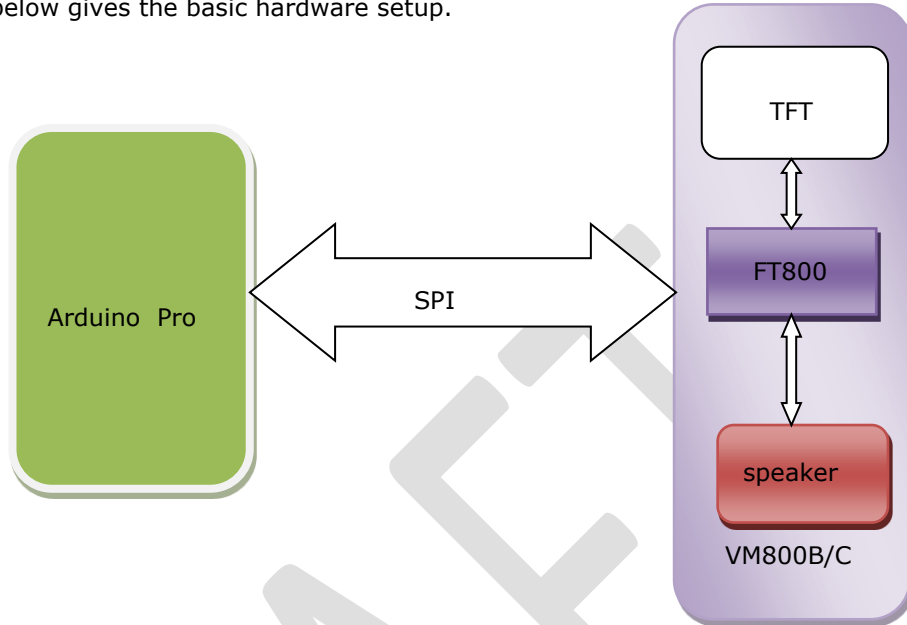 below gives the basic hardware setup.
TFT
FT800
SPI
Arduino Pro
speaker
VM800B/C